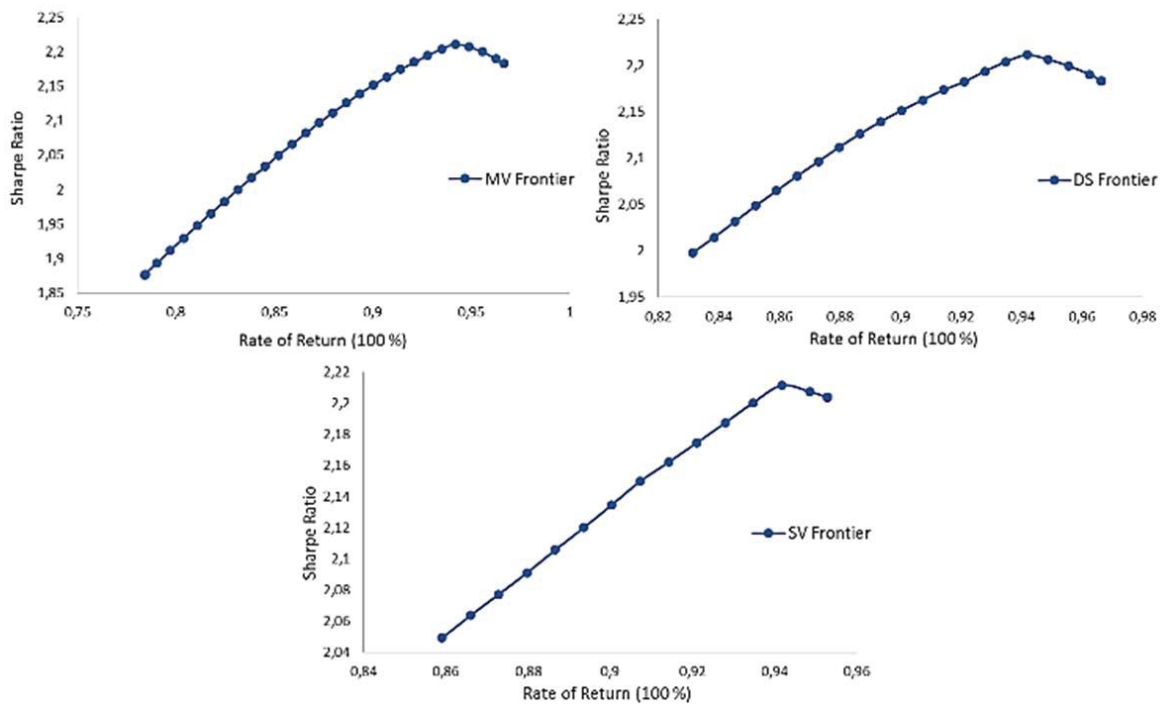 2,25
2,2
2,15
2,1
2,05
2
1,95
1,9
1,85
Sharpe Ratio
MV Frontier
0,75 0,8 0,85 0,9 0,95 1
Rate of Return (100 %)
2,25
2,2
2,15
2,1
2,05
2
1,95
Sharpe Ratio
DS Frontier
0,82 0,84 0,86 0,88 0,9 0,92 0,94 0,96 0,98
Rate of Return (100 %)
2,22
2,2
2,18
2,16
2,14
2,12
2,1
2,08
2,06
2,04
Sharpe Ratio
SV Frontier
0,84 0,86 0,88 0,9 0,92 0,94 0,96
Rate of Return (100 %)